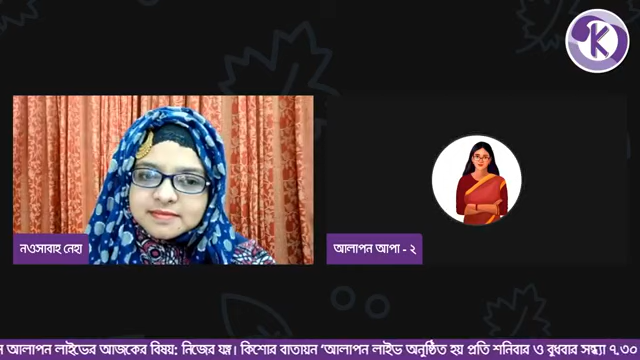 K
নওসাবাহ নেহা
আলাপন আপা - ২
আলাপন লাইভের আজকের বিষয়: নিজের যত্ন। কিশোর বাতায়ন ‘আলাপন লাইভ অনুষ্ঠিত হয় প্রতি শনিবার ও বুধবার সন্ধ্যা ৭.৩০